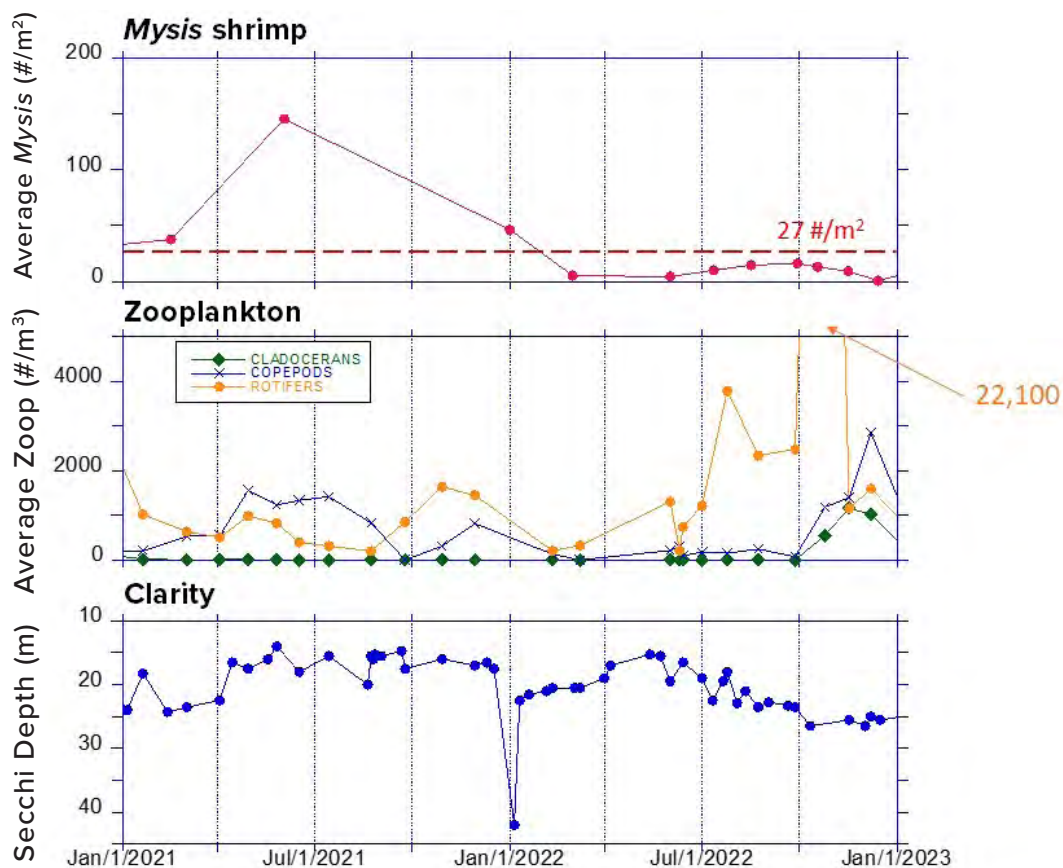 Mysis shrimp
Average Mysis (#/m²)
200
100
0
27 #/m²
Zooplankton
Average Zoop (#/m³)
CLADOCERANS
COPEPODS
ROTIFERS
4000
2000
0
22,100
Clarity
Secchi Depth (m)
10
20
30
40
Jan/1/2021 Jul/1/2021 Jan/1/2022 Jul/1/2022 Jan/1/2023